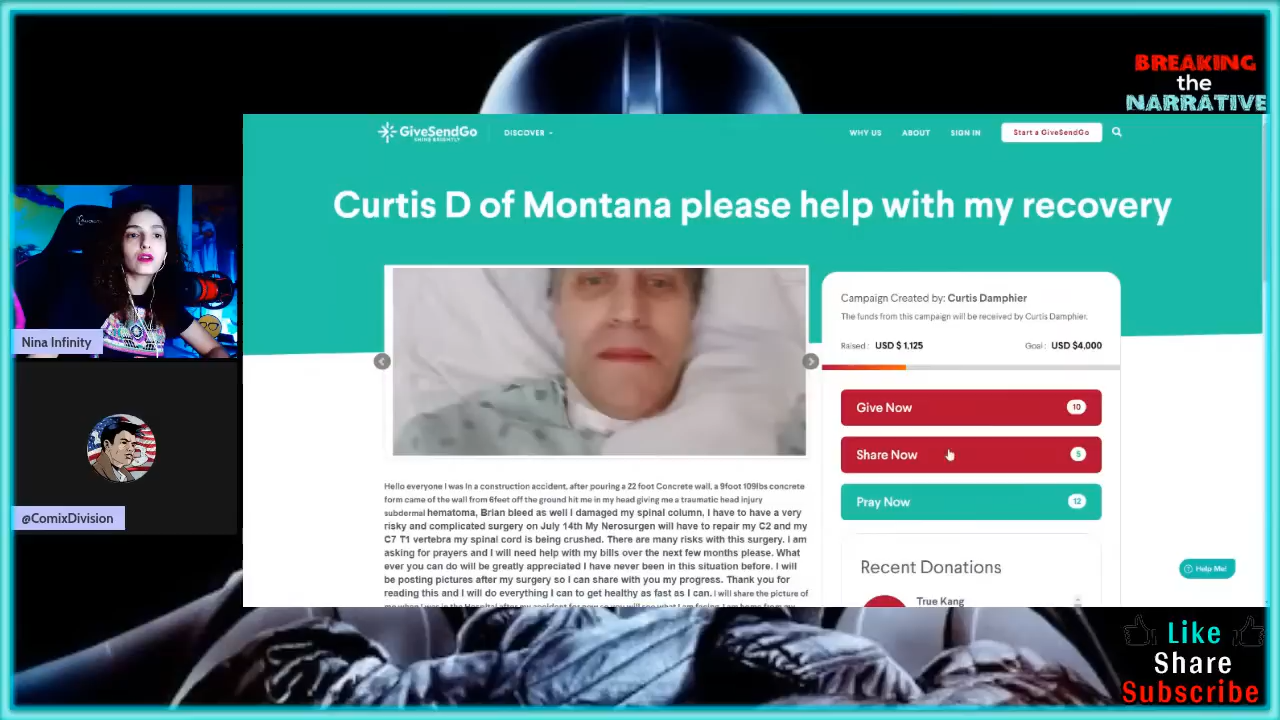 BREAKING
the
NARRATIVE
GiveSendGo
SHINE BRIGHTLY
DISCOVER
WHY US
ABOUT
SIGN IN
Start a GiveSendGo
Curtis D of Montana please help with my recovery
Campaign Created by: Curtis Damphier
The funds from this campaign will be received by Curtis Damphier.
Raised : USD $ 1,125
Goal : USD $4,000
Give Now 10
Share Now 5
Pray Now 12
Hello everyone I was In a construction accident, after pouring a 22 foot Concrete wall, a 9foot 109lbs concrete
form came of the wall from 6feet off the ground hit me in my head giving me a traumatic head injury
subdermal hematoma, Brian bleed as well I damaged my spinal column, I have to have a very
risky and complicated surgery on July 14th My Nerosurgen will have to repair my C2 and my
C7 T1 vertebra my spinal cord is being crushed. There are many risks with this surgery. I am
asking for prayers and I will need help with my bills over the next few months please. What
ever you can do will be greatly appreciated I have never been in this situation before. I will
be posting pictures after my surgery so I can share with you my progress. Thank you for
reading this and I will do everything I can to get healthy as fast as I can. I will share the picture of
Recent Donations
True Kang
Help Me!
Nina Infinity
@ComixDivision
Like
Share
Subscribe